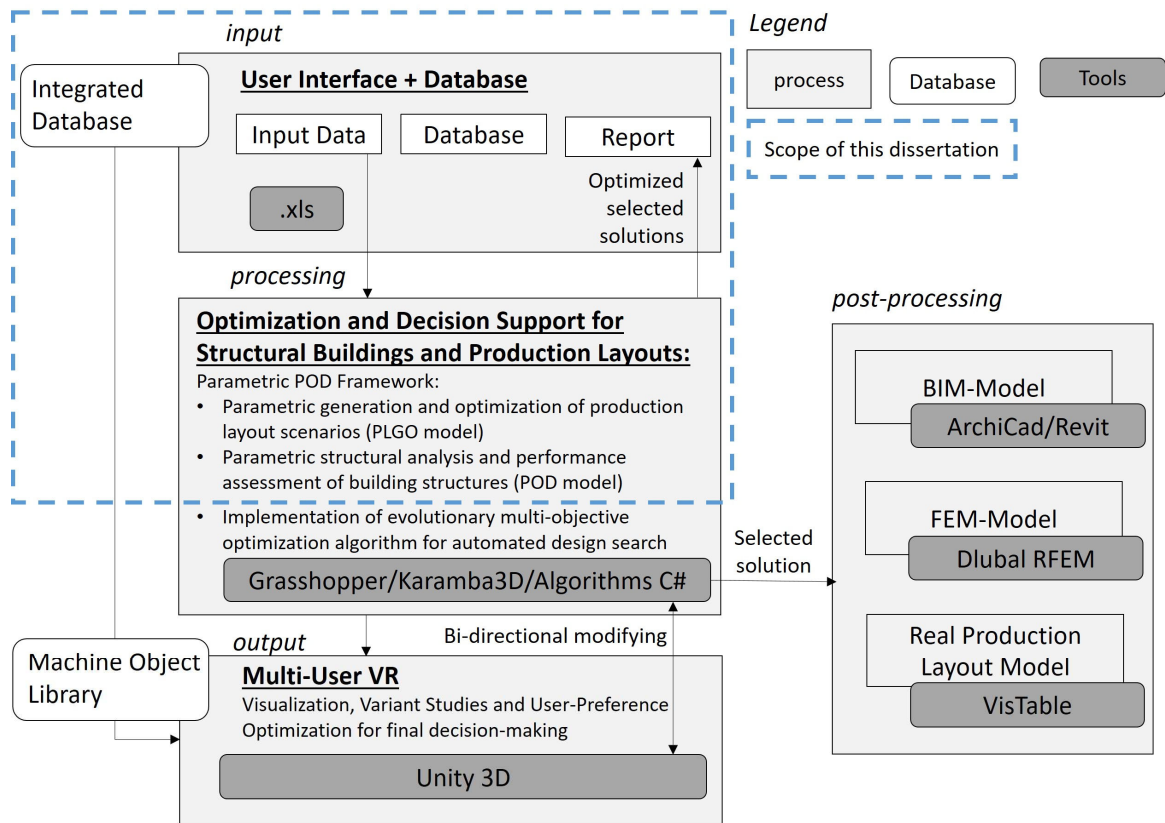 input
User Interface + Database
Integrated
Database
Input Data
Database
Report
.xls
Optimized
selected
solutions
Legend
process
Database
Tools
Scope of this dissertation
processing
Optimization and Decision Support for
Structural Buildings and Production Layouts:
Parametric POD Framework:
• Parametric generation and optimization of production
layout scenarios (PLGO model)
• Parametric structural analysis and performance
assessment of building structures (POD model)
• Implementation of evolutionary multi-objective
optimization algorithm for automated design search
Grasshopper/Karamba3D/Algorithms C#
Selected
solution
post-processing
BIM-Model
ArchiCad/Revit
FEM-Model
Dlubal RFEM
Real Production
Layout Model
VisTable
output
Bi-directional modifying
Machine Object
Library
Multi-User VR
Visualization, Variant Studies and User-Preference
Optimization for final decision-making
Unity 3D